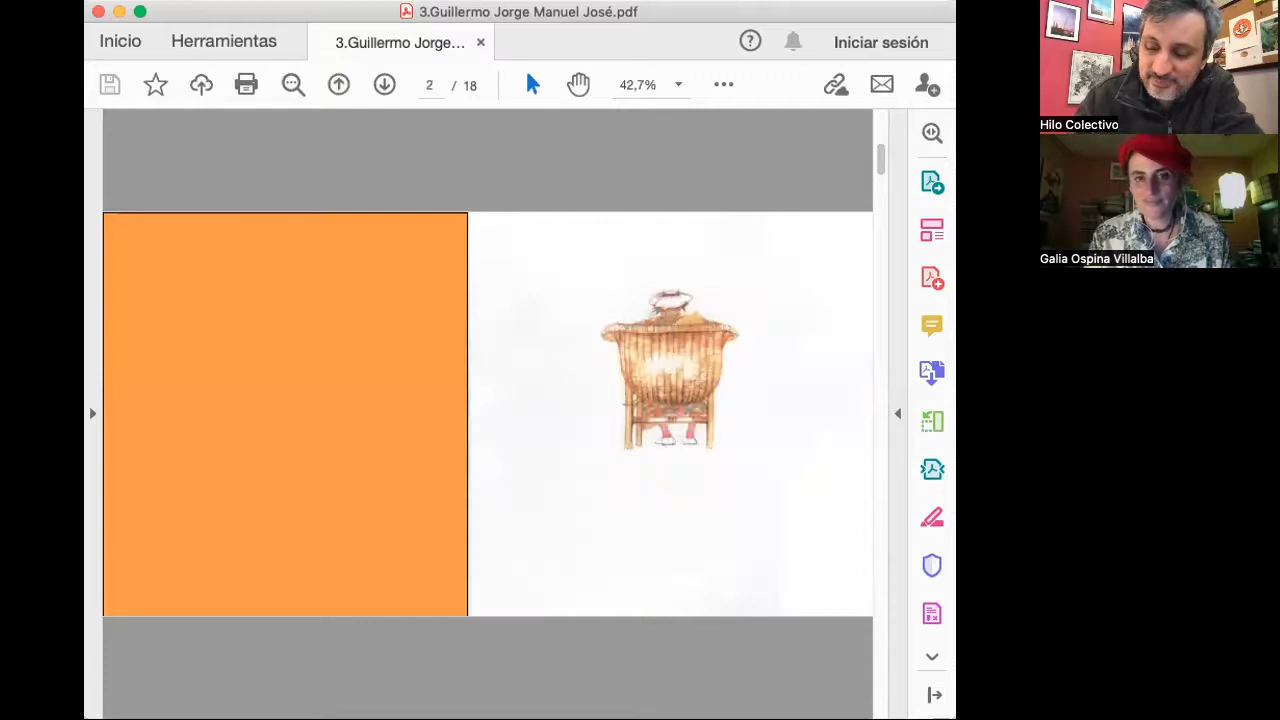 3.Guillermo Jorge Manuel José.pdf
Inicio
Herramientas
3.Guillermo Jorge...
Iniciar sesión
2 / 18
42,7%
Hilo Colectivo
Galia Ospina Villalba